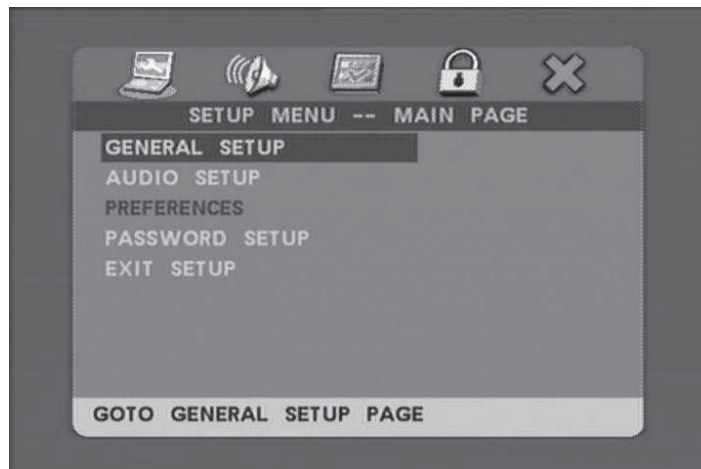 SETUP MENU -- MAIN PAGE
GENERAL SETUP
AUDIO SETUP
PREFERENCES
PASSWORD SETUP
EXIT SETUP
GOTO GENERAL SETUP PAGE